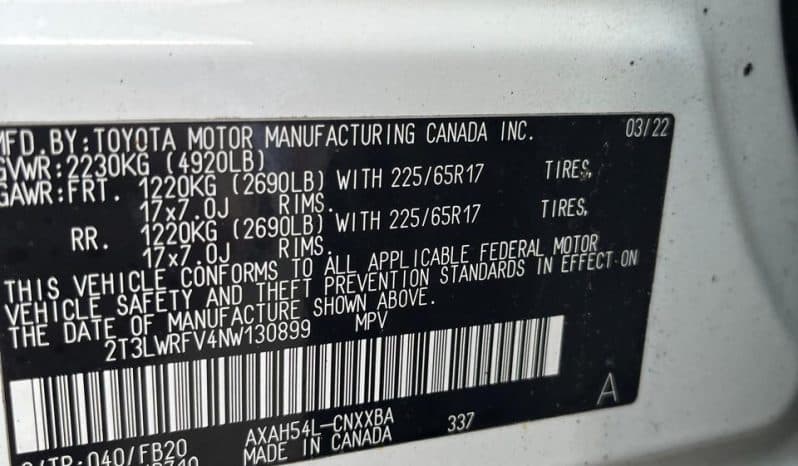 MFD.BY:TOYOTA MOTOR MANUFACTURING CANADA INC. 03/22
GVWR:2230KG (4920LB)
GAWR:FRT. 1220KG (2690LB) WITH 225/65R17 TIRES,
17x7.0J RIMS.
RR. 1220KG (2690LB) WITH 225/65R17 TIRES,
17x7.0J RIMS.
THIS VEHICLE CONFORMS TO ALL APPLICABLE FEDERAL MOTOR
VEHICLE SAFETY AND THEFT PREVENTION STANDARDS IN EFFECT ON
THE DATE OF MANUFACTURE SHOWN ABOVE.
2T3LWRFV4NW130899 MPV
A
C/TR:040/FB20 AXAH54L-CNXXBA 337
MADE IN CANADA